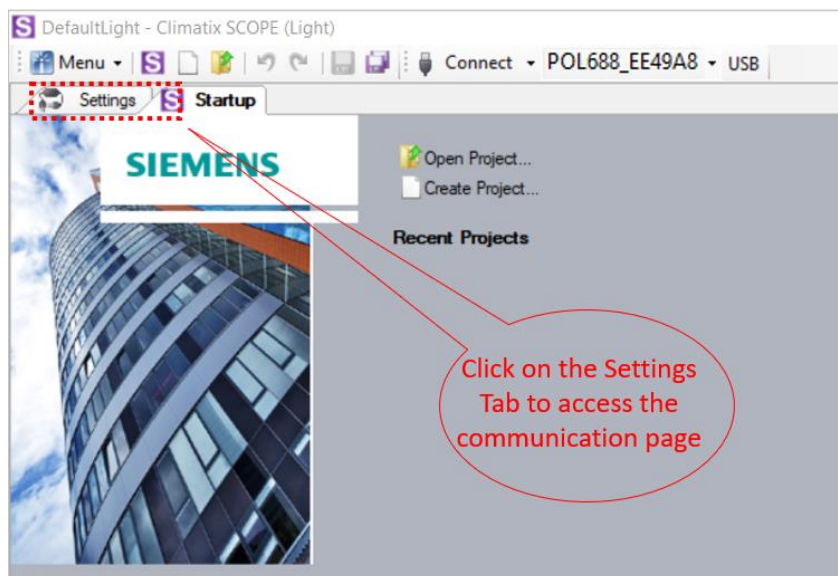 S DefaultLight - Climatix SCOPE (Light)
Menu S Connect POL688_EE49A8 USB
Settings S Startup
SIEMENS
Open Project...
Create Project...
Recent Projects
Click on the Settings
Tab to access the
communication page